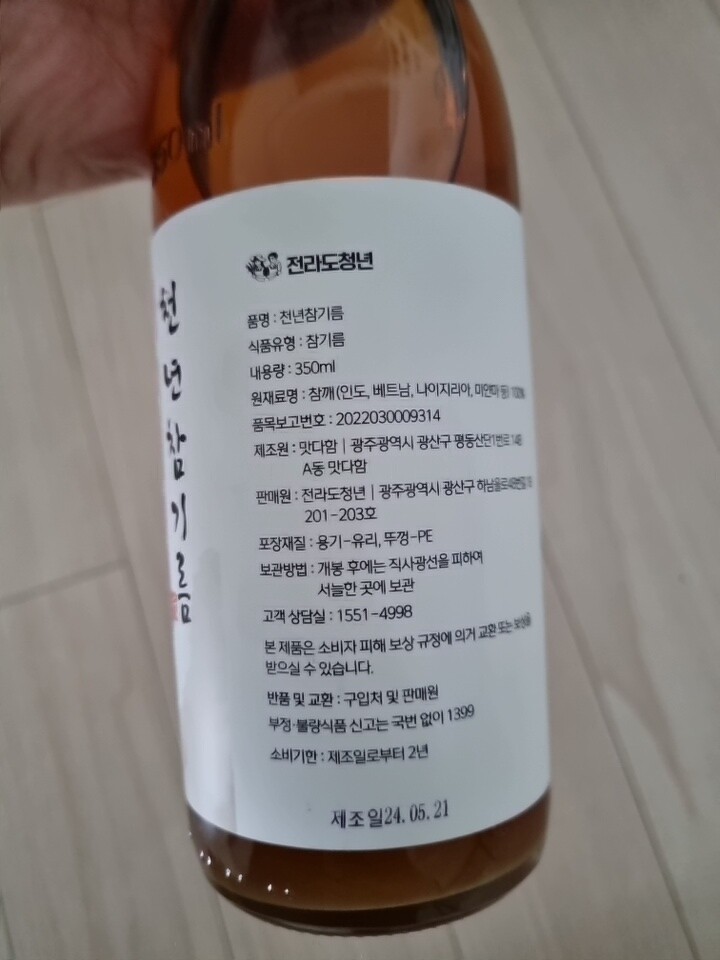 350ml
천년참기름
전라도청년
품명 : 천년참기름
식품유형 : 참기름
내용량 : 350ml
원재료명 : 참깨(인도, 베트남, 나이지리아, 미얀마 등) 100%
품목보고번호 : 2022030009314
제조원 : 맛다함 | 광주광역시 광산구 평동산단1번로 148
A동 맛다함
판매원 : 전라도청년 | 광주광역시 광산구
201-203호
포장재질 : 용기-유리, 뚜껑-PE
보관방법 : 개봉 후에는 직사광선을 피하여
서늘한 곳에 보관
고객 상담실 : 1551-4998
본 제품은 소비자 피해 보상 규정에 의거 교환 또는 보상을
받으실 수 있습니다.
반품 및 교환 : 구입처 및 판매원
부정·불량식품 신고는 국번 없이 1399
소비기한 : 제조일로부터 2년
제조일24.05.21